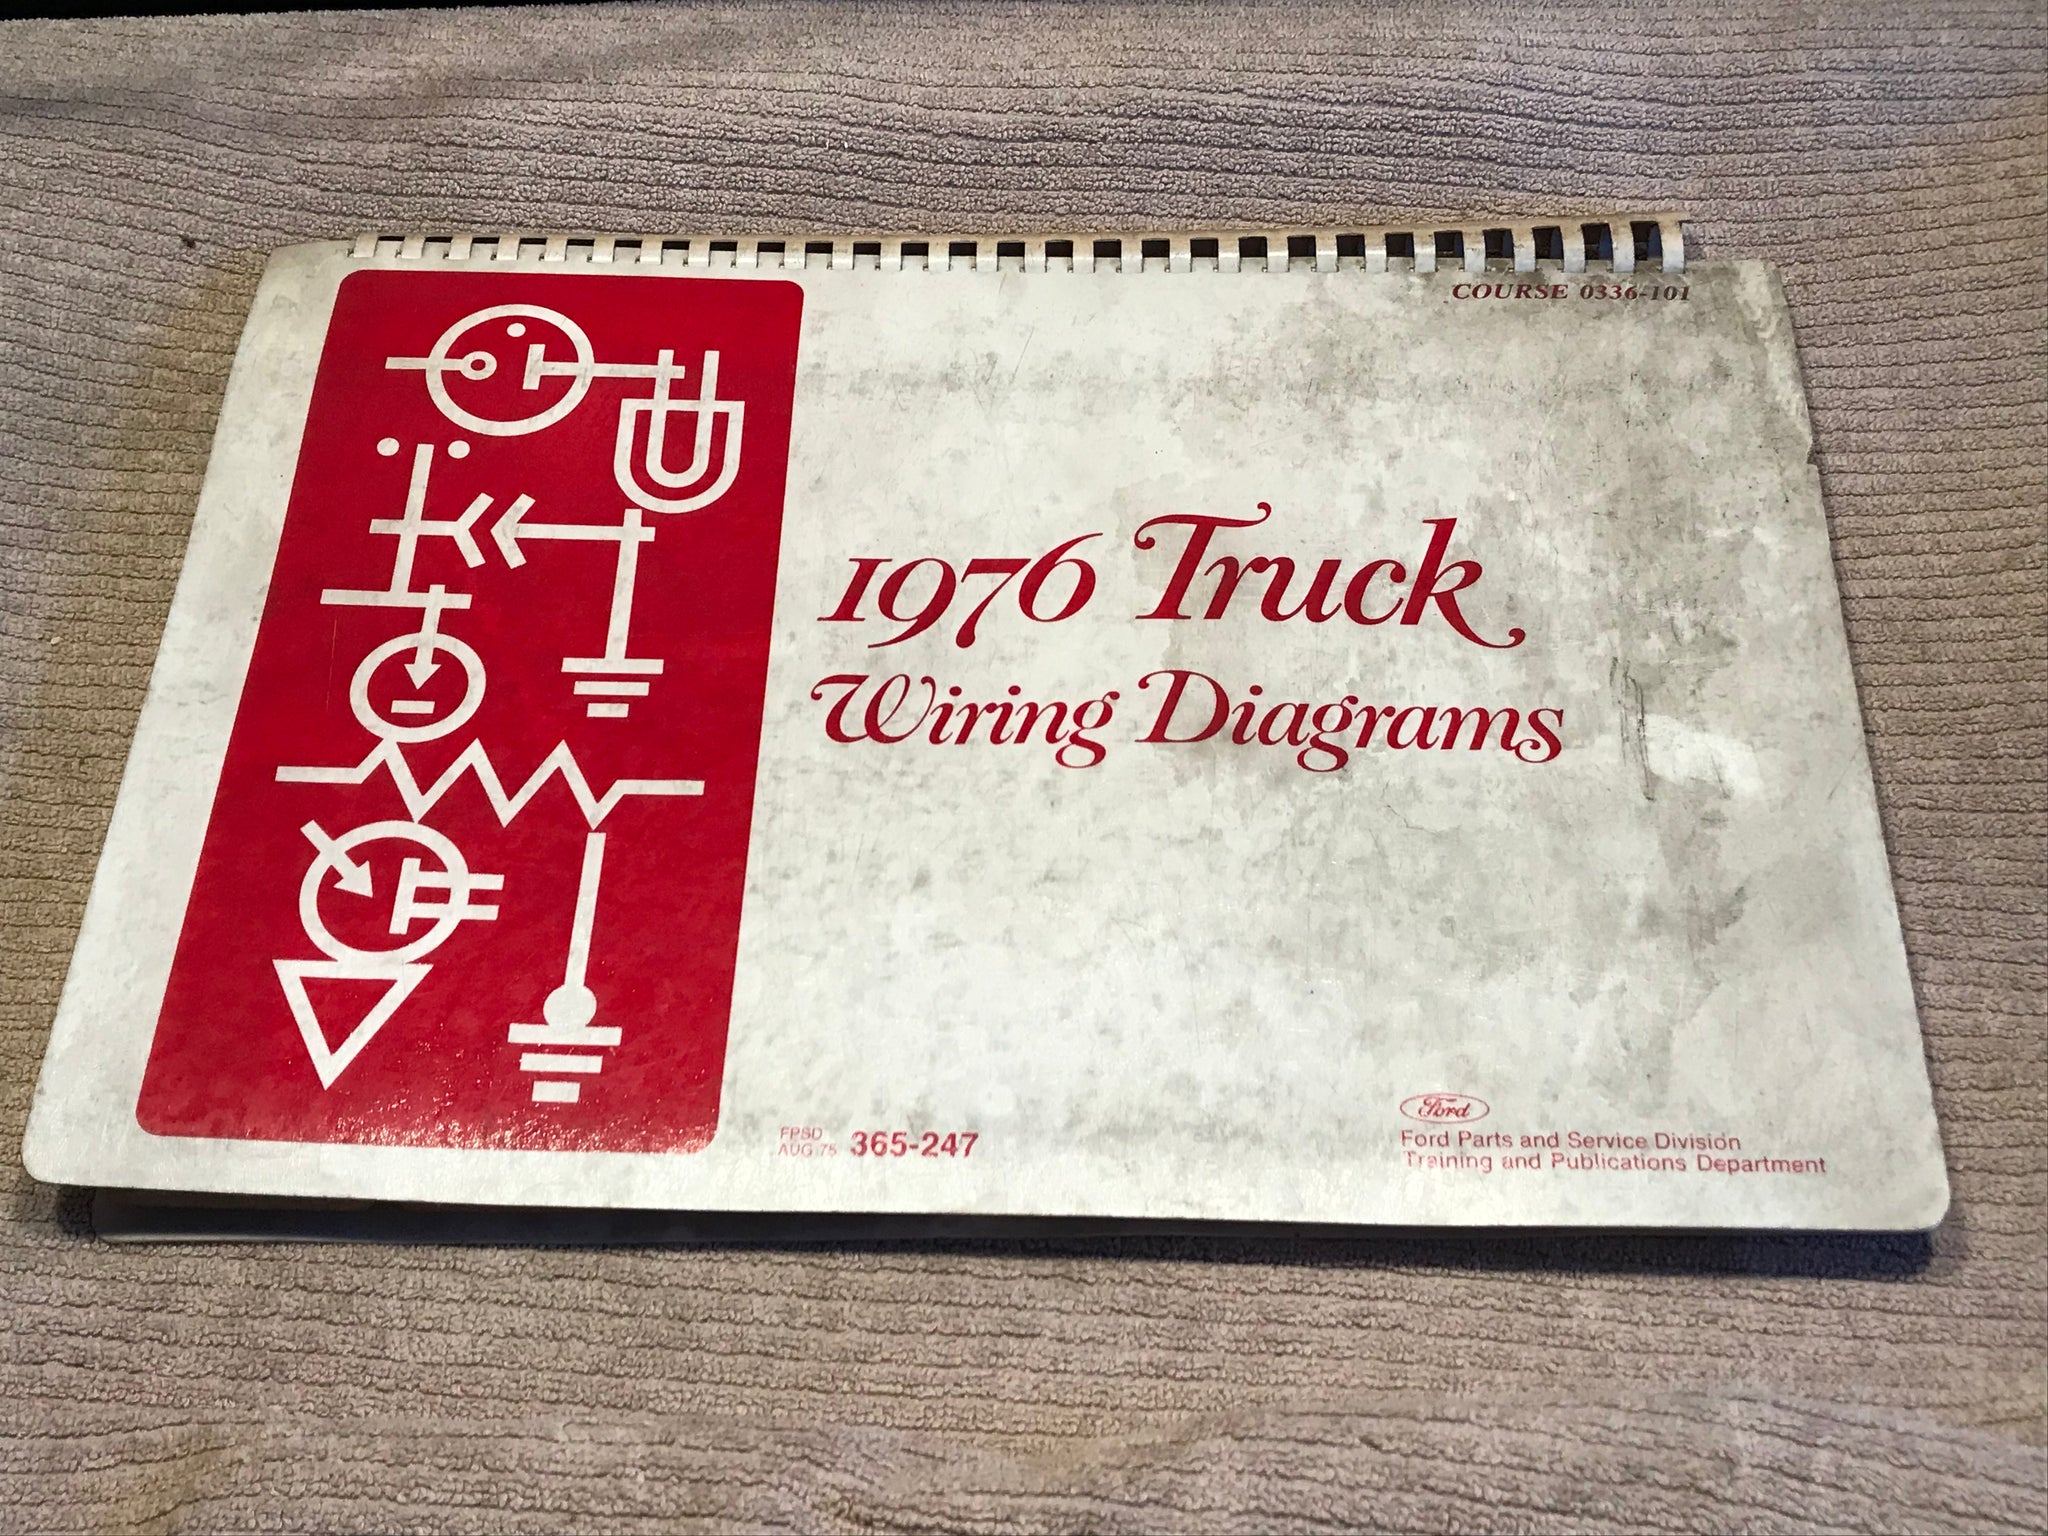 COURSE 0336-101
1976 Truck
Wiring Diagrams
FPSD
AUG 75 365-247
Ford
Ford Parts and Service Division
Training and Publications Department